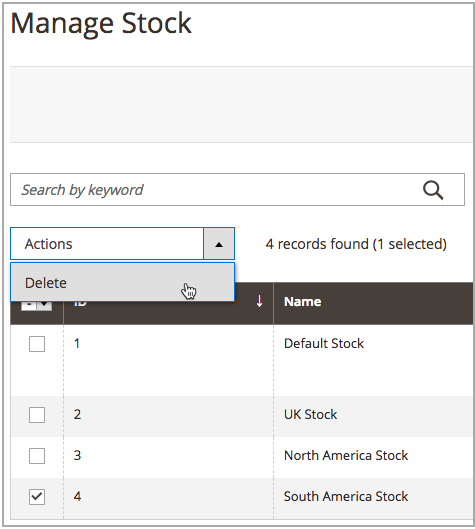 Manage Stock
Search by keyword
Actions
4 records found (1 selected)
Delete
ID ↓ Name
1 Default Stock
2 UK Stock
3 North America Stock
4 South America Stock